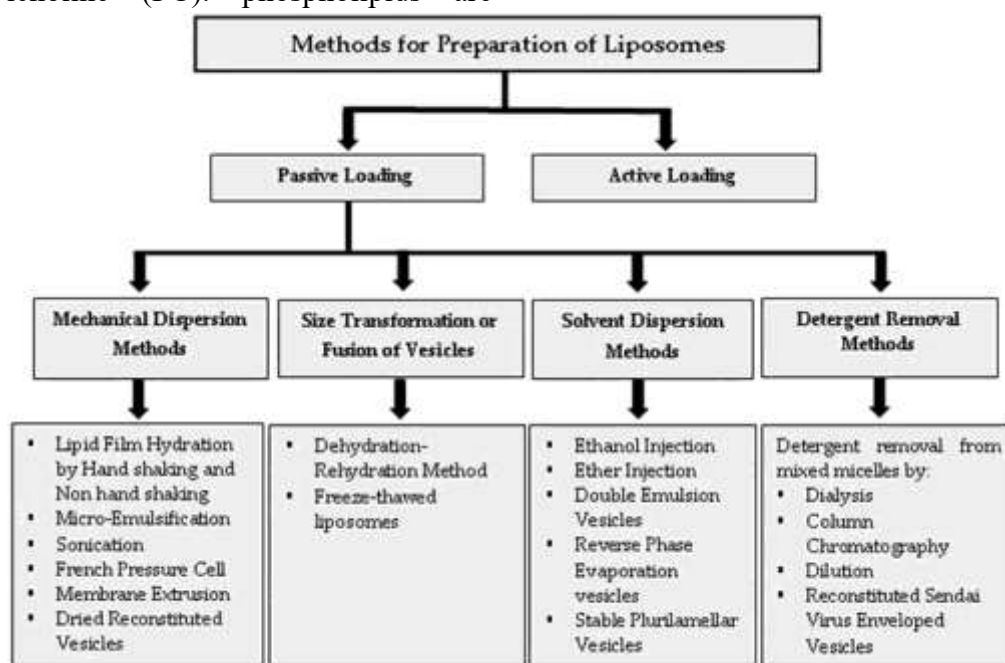 (PC). phospholipids are
Methods for Preparation of Liposomes
Passive Loading
Active Loading
Mechanical Dispersion
Methods
Size Transformation or
Fusion of Vesicles
Solvent Dispersion
Methods
Detergent Removal
Methods
▪ Lipid Film Hydration
by Hand shaking and
Non hand shaking
▪ Micro-Emulsification
▪ Sonication
▪ French Pressure Cell
▪ Membrane Extrusion
▪ Dried Reconstituted
Vesicles
▪ Dehydration-
Rehydration Method
▪ Freeze-thawed
liposomes
▪ Ethanol Injection
▪ Ether Injection
▪ Double Emulsion
Vesicles
▪ Reverse Phase
Evaporation
vesicles
▪ Stable Plurilamellar
Vesicles
Detergent removal from
mixed micelles by:
▪ Dialysis
▪ Column
Chromatography
▪ Dilution
▪ Reconstituted Sendai
Virus Enveloped
Vesicles